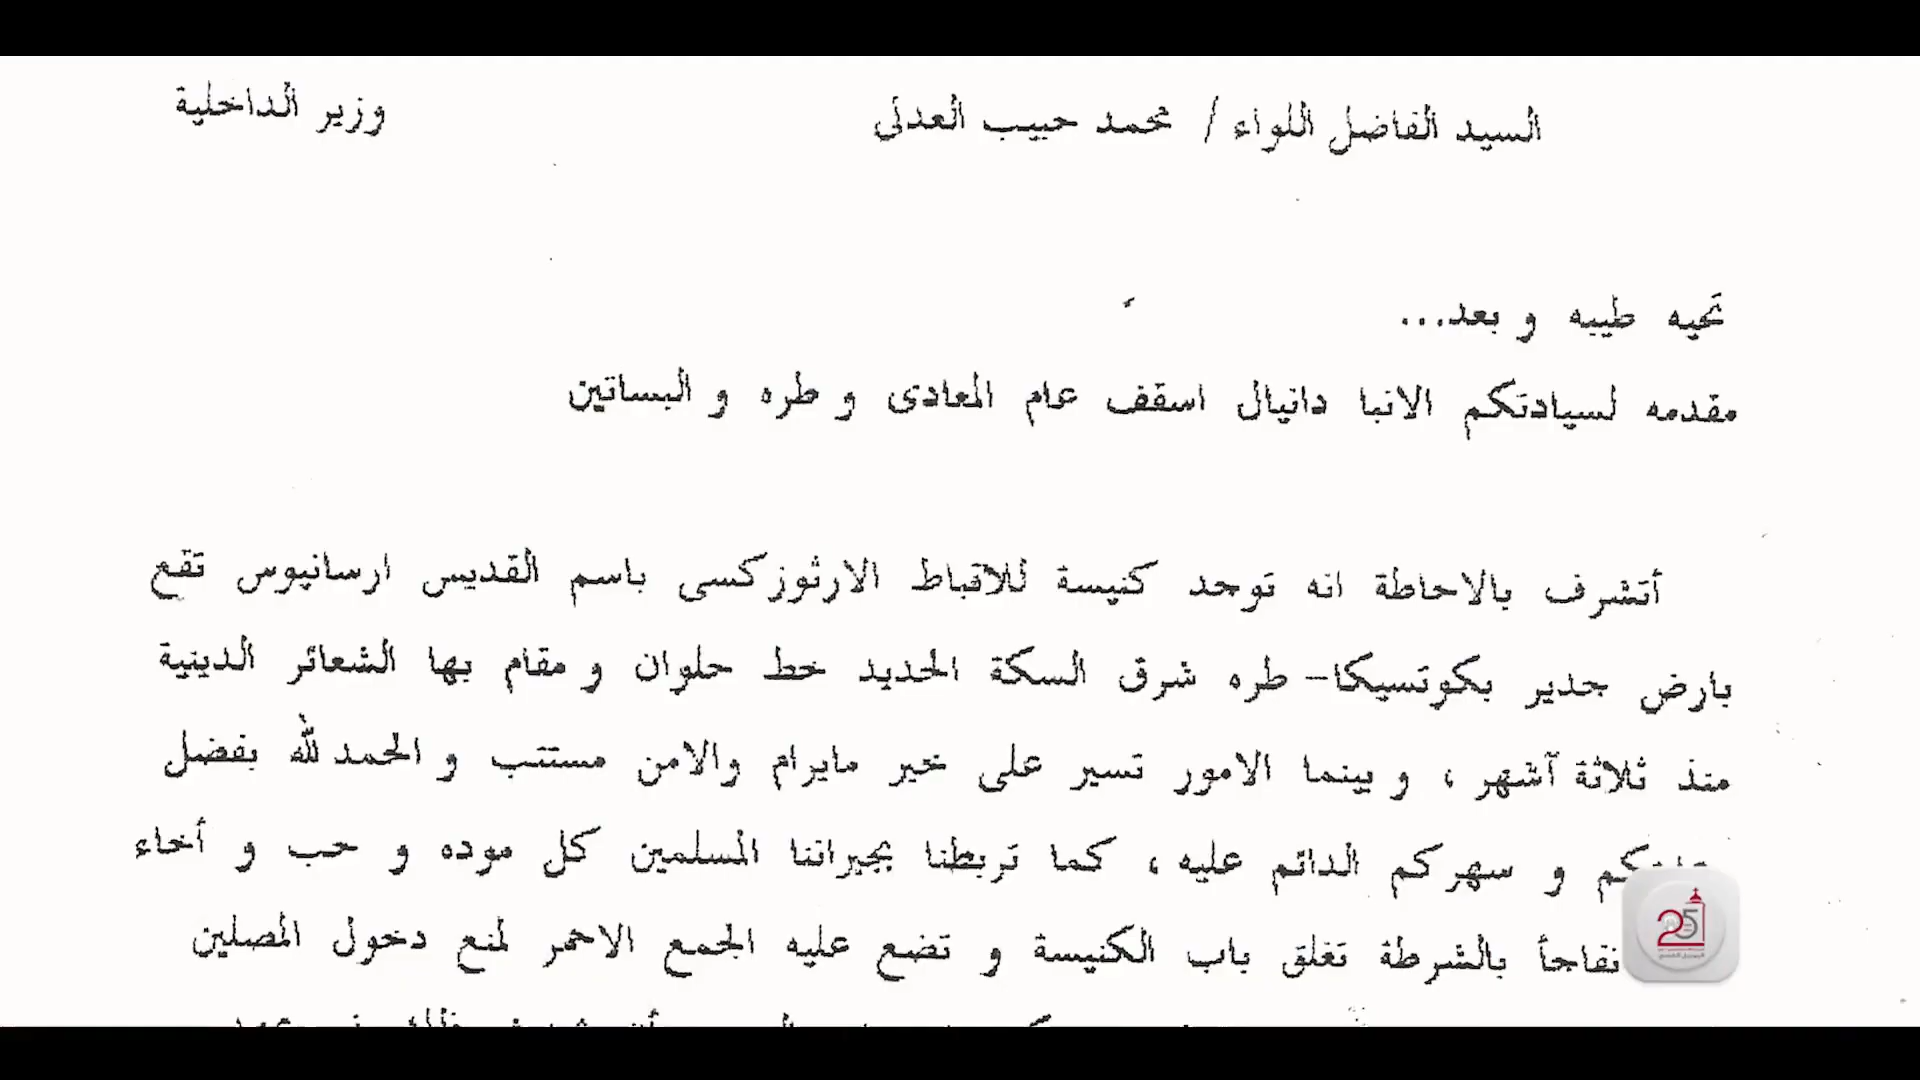 السيد الفاضل اللواء / محمد حبيب العدلى وزير الداخلية
تحيه طيبه و بعد...
مقدمه لسيادتكم الانبا دانيال اسقف عام المعادى و طره و البساتين
أتشرف بالاحاطة انه توجد كنيسة للاقباط الارثوزكسى باسم القديس ارسانيوس تقع
بارض جدير بكوتسيكا- طره شرق السكة الحديد خط حلوان و مقام بها الشعائر الدينية
منذ ثلاثة آشهر ، و بينما الامور تسير على خير مايرام والامن مستتب و الحمد لله بفضل
و سهركم الدائم عليه ، كما تربطنا بجيراننا المسلمين كل موده و حب و أخاء
نفاجأ بالشرطة تغلق باب الكنيسة و تضع عليه الجمع الاحمر لمنع دخول المصلين
25